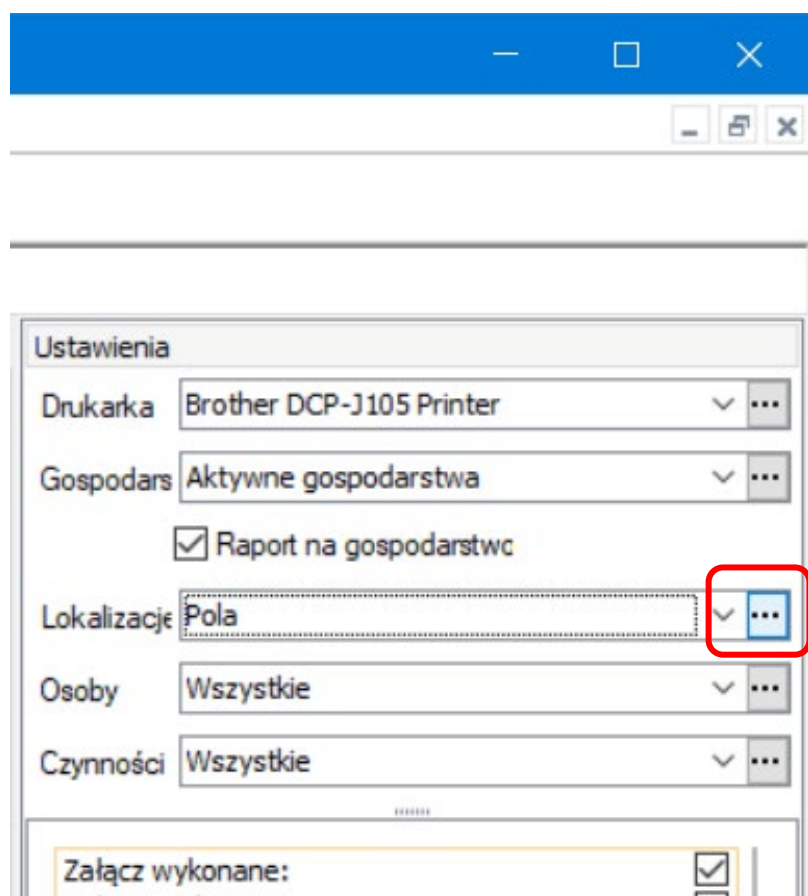 Ustawienia
Drukarka Brother DCP-J105 Printer
Gospodars Aktywne gospodarstwa
Raport na gospodarstwo
Lokalizacje Pola
Osoby Wszystkie
Czynności Wszystkie
Załącz wykonane: